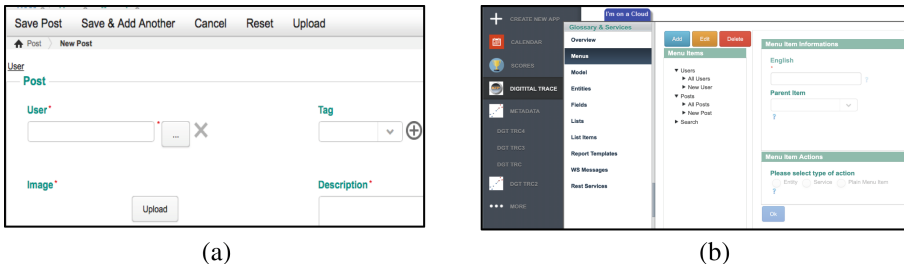 Save Post Save & Add Another Cancel Reset Upload
Post New Post
User
Post
User* Tag
* ...
Image* Description*
Upload
(a)
I'm on a Cloud
CREATE NEW APP
CALENDAR
SCORES
DIGITITAL TRACE
METADATA
DGT TRC4
DGT TRC3
DGT TRC
DGT TRC2
MORE
Glossary & Services
Overview
Menus
Model
Entities
Fields
Lists
List Items
Report Templates
WS Messages
Rest Services
Add Edit Delete
Menu Items
Users
All Users
New User
Posts
All Posts
New Post
Search
Menu Item Informations
English
*
Parent Item
?
Menu Item Actions
Please select type of action
Entity Service Plain Menu Item
?
Ok
(b)